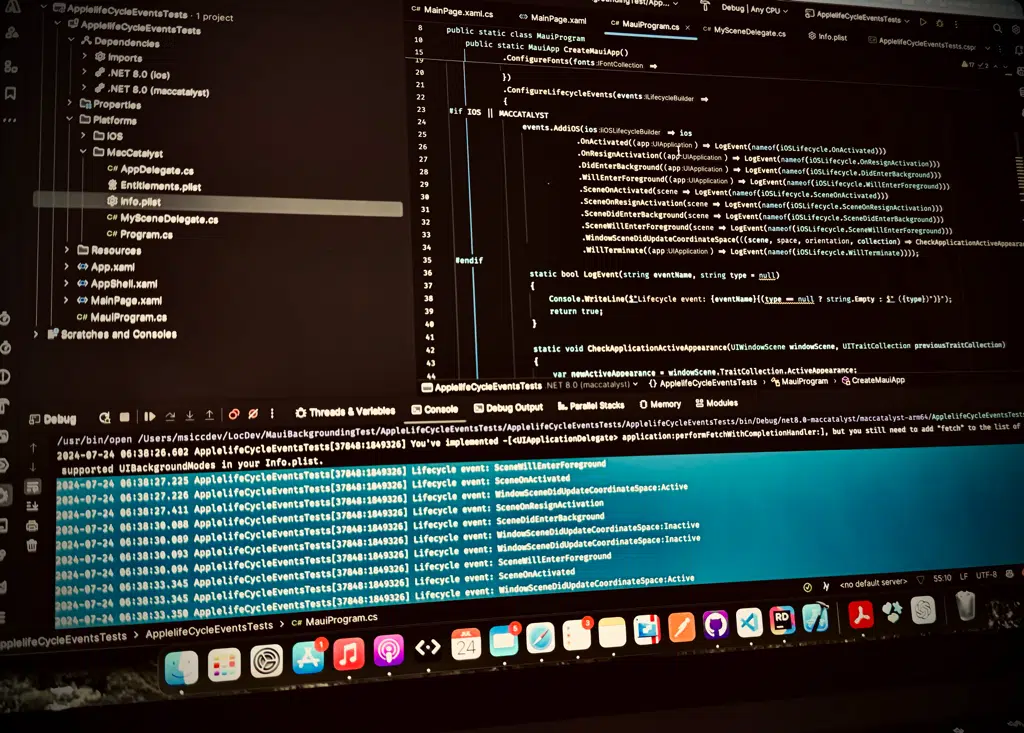 ApplelifeCycleEventsTests · 1 project
ApplelifeCycleEventsTests
Dependencies
Imports
.NET 8.0 (ios)
.NET 8.0 (maccatalyst)
Properties
Platforms
iOS
MacCatalyst
C# AppDelegate.cs
Entitlements.plist
Info.plist
C# MySceneDelegate.cs
C# Program.cs
Resources
App.xaml
AppShell.xaml
MainPage.xaml
C# MauiProgram.cs
Scratches and Consoles
Debug | Any CPU
ApplelifeCycleEventsTests
C# MainPage.xaml.cs
MainPage.xaml
C# MauiProgram.cs
C# MySceneDelegate.cs
Info.plist
ApplelifeCycleEventsTests.cspr
17 2
8 public static class MauiProgram
10 public static MauiApp CreateMauiApp()
15 .ConfigureFonts(fonts :IFontCollection =>
19
20 })
21 .ConfigureLifecycleEvents(events :ILifecycleBuilder =>
22 {
23 #if IOS || MACCATALYST
24 events.AddiOS(ios :IiOSLifecycleBuilder => ios
25 .OnActivated((app :UIApplication ) => LogEvent(nameof(iOSLifecycle.OnActivated)))
26 .OnResignActivation((app :UIApplication ) => LogEvent(nameof(iOSLifecycle.OnResignActivation)))
27 .DidEnterBackground((app :UIApplication ) => LogEvent(nameof(iOSLifecycle.DidEnterBackground)))
28 .WillEnterForeground((app :UIApplication ) => LogEvent(nameof(iOSLifecycle.WillEnterForeground)))
29 .SceneOnActivated(scene => LogEvent(nameof(iOSLifecycle.SceneOnActivated)))
30 .SceneOnResignActivation(scene => LogEvent(nameof(iOSLifecycle.SceneOnResignActivation)))
31 .SceneDidEnterBackground(scene => LogEvent(nameof(iOSLifecycle.SceneDidEnterBackground)))
32 .SceneWillEnterForeground(scene => LogEvent(nameof(iOSLifecycle.SceneWillEnterForeground)))
33 .WindowSceneDidUpdateCoordinateSpace(((scene, space, orientation, collection) => CheckApplicationActiveAppearan
34 .WillTerminate((app :UIApplication ) => LogEvent(nameof(iOSLifecycle.WillTerminate))));
35 #endif
36 static bool LogEvent(string eventName, string type = null)
37 {
38 Console.WriteLine($"Lifecycle event: {eventName}{(type == null ? string.Empty : $" ({type})")}");
39 return true;
40 }
41
42 static void CheckApplicationActiveAppearance(UIWindowScene windowScene, UITraitCollection previousTraitCollection)
43 {
44 var newActiveAppearance = windowScene.TraitCollection.ActiveAppearance;
ApplelifeCycleEventsTests .NET 8.0 (maccatalyst)
{} ApplelifeCycleEventsTests
MauiProgram
CreateMauiApp
Debug
Threads & Variables
Console
Debug Output
Parallel Stacks
Memory
Modules
/usr/bin/open /Users/msiccdev/LocDev/MauiBackgroundingTest/AppleLifeCycleEventsTests/ApplelifeCycleEventsTests/ApplelifeCycleEventsTests/bin/Debug/net8.0-maccatalyst/maccatalyst-arm64/ApplelifeCycleEventsTests
2024-07-24 06:38:26.602 ApplelifeCycleEventsTests[37848:1849326] You've implemented -[<UIApplicationDelegate> application:performFetchWithCompletionHandler:], but you still need to add "fetch" to the list of
supported UIBackgroundModes in your Info.plist.
2024-07-24 06:38:27.225 ApplelifeCycleEventsTests[37848:1849326] Lifecycle event: SceneWillEnterForeground
2024-07-24 06:38:27.226 ApplelifeCycleEventsTests[37848:1849326] Lifecycle event: SceneOnActivated
2024-07-24 06:38:27.411 ApplelifeCycleEventsTests[37848:1849326] Lifecycle event: WindowSceneDidUpdateCoordinateSpace:Active
2024-07-24 06:38:30.088 ApplelifeCycleEventsTests[37848:1849326] Lifecycle event: SceneOnResignActivation
2024-07-24 06:38:30.089 ApplelifeCycleEventsTests[37848:1849326] Lifecycle event: SceneDidEnterBackground
2024-07-24 06:38:30.093 ApplelifeCycleEventsTests[37848:1849326] Lifecycle event: WindowSceneDidUpdateCoordinateSpace:Inactive
2024-07-24 06:38:30.094 ApplelifeCycleEventsTests[37848:1849326] Lifecycle event: WindowSceneDidUpdateCoordinateSpace:Inactive
2024-07-24 06:38:33.345 ApplelifeCycleEventsTests[37848:1849326] Lifecycle event: SceneWillEnterForeground
2024-07-24 06:38:33.345 ApplelifeCycleEventsTests[37848:1849326] Lifecycle event: SceneOnActivated
2024-07-24 06:38:33.350 ApplelifeCycleEventsTests[37848:1849326] Lifecycle event: WindowSceneDidUpdateCoordinateSpace:Active
<no default server>
55:10 LF UTF-8
ApplelifeCycleEventsTests > ApplelifeCycleEventsTests > C# MauiProgram.cs
JUL
24
RD